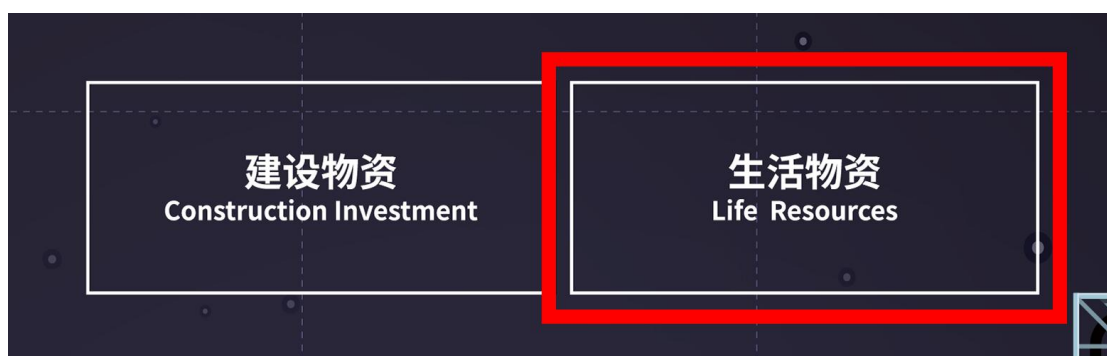 建设物资
Construction Investment
生活物资
Life Resources